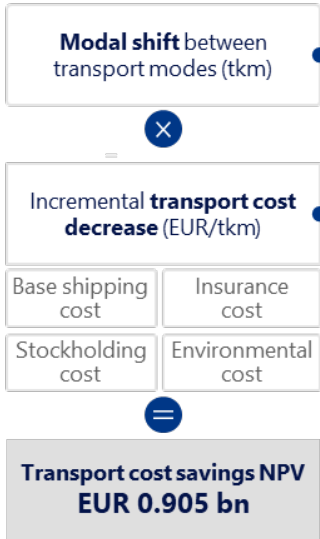 Modal shift between
transport modes (tkm)
×
Incremental transport cost
decrease (EUR/tkm)
Base shipping
cost
Insurance
cost
Stockholding
cost
Environmental
cost
=
Transport cost savings NPV
EUR 0.905 bn